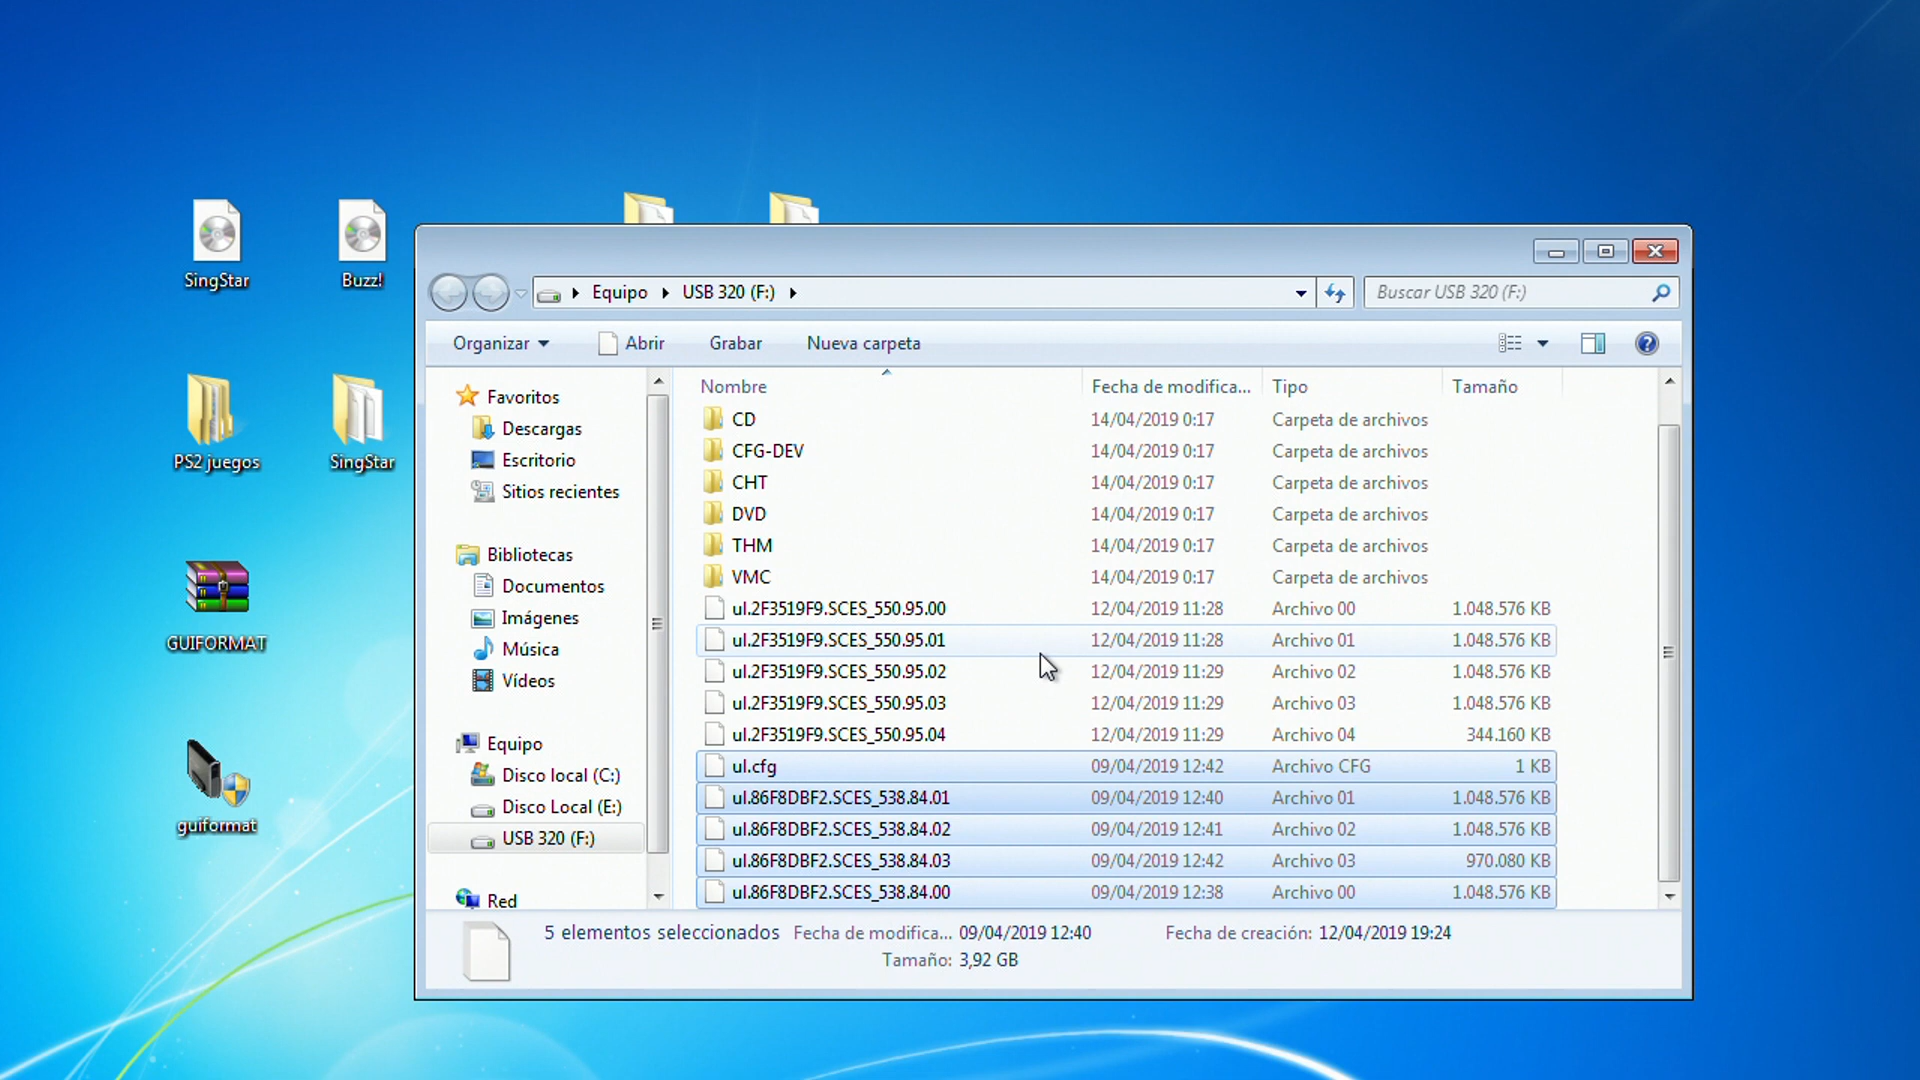 SingStar
Buzz!
PS2 juegos
SingStar
GUIFORMAT
guiformat
Equipo
USB 320 (F:)
Buscar USB 320 (F:)
Organizar
Abrir
Grabar
Nueva carpeta
Favoritos
Descargas
Escritorio
Sitios recientes
Bibliotecas
Documentos
Imágenes
Música
Vídeos
Equipo
Disco local (C:)
Disco Local (E:)
USB 320 (F:)
Red
Nombre Fecha de modifica... Tipo Tamaño
CD 14/04/2019 0:17 Carpeta de archivos
CFG-DEV 14/04/2019 0:17 Carpeta de archivos
CHT 14/04/2019 0:17 Carpeta de archivos
DVD 14/04/2019 0:17 Carpeta de archivos
THM 14/04/2019 0:17 Carpeta de archivos
VMC 14/04/2019 0:17 Carpeta de archivos
ul.2F3519F9.SCES_550.95.00 12/04/2019 11:28 Archivo 00 1.048.576 KB
ul.2F3519F9.SCES_550.95.01 12/04/2019 11:28 Archivo 01 1.048.576 KB
ul.2F3519F9.SCES_550.95.02 12/04/2019 11:29 Archivo 02 1.048.576 KB
ul.2F3519F9.SCES_550.95.03 12/04/2019 11:29 Archivo 03 1.048.576 KB
ul.2F3519F9.SCES_550.95.04 12/04/2019 11:29 Archivo 04 344.160 KB
ul.cfg 09/04/2019 12:42 Archivo CFG 1 KB
ul.86F8DBF2.SCES_538.84.01 09/04/2019 12:40 Archivo 01 1.048.576 KB
ul.86F8DBF2.SCES_538.84.02 09/04/2019 12:41 Archivo 02 1.048.576 KB
ul.86F8DBF2.SCES_538.84.03 09/04/2019 12:42 Archivo 03 970.080 KB
ul.86F8DBF2.SCES_538.84.00 09/04/2019 12:38 Archivo 00 1.048.576 KB
5 elementos seleccionados Fecha de modifica... 09/04/2019 12:40 Fecha de creación: 12/04/2019 19:24
Tamaño: 3,92 GB